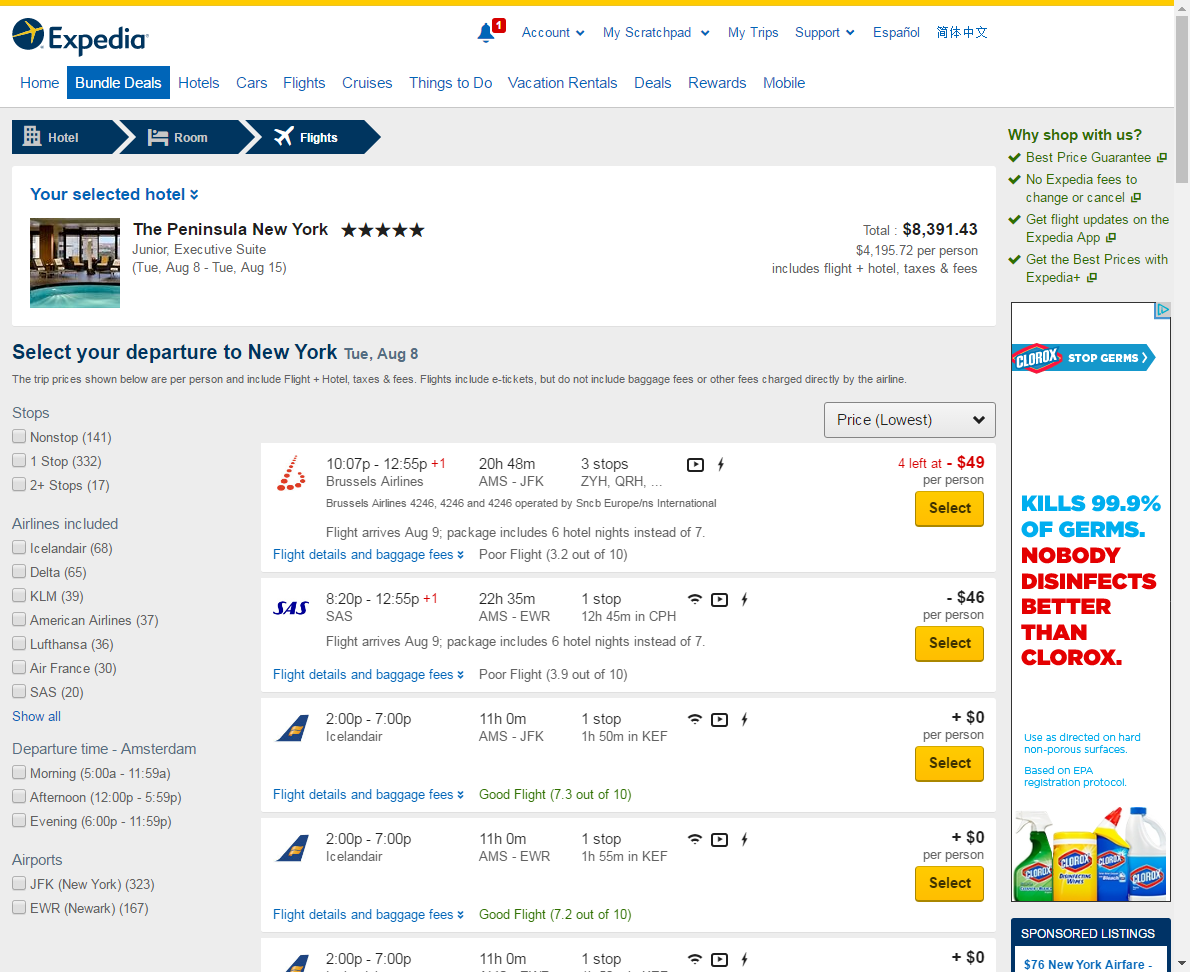 Expedia
1
Account
My Scratchpad
My Trips
Support
Español
简体中文
Home
Bundle Deals
Hotels
Cars
Flights
Cruises
Things to Do
Vacation Rentals
Deals
Rewards
Mobile
Hotel
Room
Flights
Your selected hotel
The Peninsula New York
Junior, Executive Suite
(Tue, Aug 8 - Tue, Aug 15)
Total : $8,391.43
$4,195.72 per person
includes flight + hotel, taxes & fees
Select your departure to New York Tue, Aug 8
The trip prices shown below are per person and include Flight + Hotel, taxes & fees. Flights include e-tickets, but do not include baggage fees or other fees charged directly by the airline.
Price (Lowest)
Stops
Nonstop (141)
1 Stop (332)
2+ Stops (17)
Airlines included
Icelandair (68)
Delta (65)
KLM (39)
American Airlines (37)
Lufthansa (36)
Air France (30)
SAS (20)
Show all
Departure time - Amsterdam
Morning (5:00a - 11:59a)
Afternoon (12:00p - 5:59p)
Evening (6:00p - 11:59p)
Airports
JFK (New York) (323)
EWR (Newark) (167)
10:07p - 12:55p +1
Brussels Airlines
20h 48m
AMS - JFK
3 stops
ZYH, QRH, ...
4 left at - $49
per person
Select
Brussels Airlines 4246, 4246 and 4246 operated by Sncb Europe/ns International
Flight arrives Aug 9; package includes 6 hotel nights instead of 7.
Flight details and baggage fees
Poor Flight (3.2 out of 10)
SAS
8:20p - 12:55p +1
SAS
22h 35m
AMS - EWR
1 stop
12h 45m in CPH
- $46
per person
Select
Flight arrives Aug 9; package includes 6 hotel nights instead of 7.
Flight details and baggage fees
Poor Flight (3.9 out of 10)
2:00p - 7:00p
Icelandair
11h 0m
AMS - JFK
1 stop
1h 50m in KEF
+ $0
per person
Select
Flight details and baggage fees
Good Flight (7.3 out of 10)
2:00p - 7:00p
Icelandair
11h 0m
AMS - EWR
1 stop
1h 55m in KEF
+ $0
per person
Select
Flight details and baggage fees
Good Flight (7.2 out of 10)
2:00p - 7:00p
11h 0m
1 stop
+ $0
Why shop with us?
Best Price Guarantee
No Expedia fees to
change or cancel
Get flight updates on the
Expedia App
Get the Best Prices with
Expedia+
CLOROX
STOP GERMS
KILLS 99.9%
OF GERMS.
NOBODY
DISINFECTS
BETTER
THAN
CLOROX.
Use as directed on hard
non-porous surfaces.
Based on EPA
registration protocol.
CLOROX
CLOROX
CLOROX
CLOROX
SPONSORED LISTINGS
$76 New York Airfare -